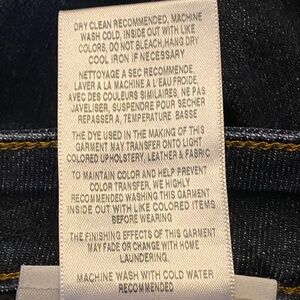 DRY CLEAN RECOMMENDED, MACHINE
WASH COLD, INSIDE OUT WITH LIKE
COLORS, DO NOT BLEACH, HANG DRY
COOL IRON IF NECESSARY
NETTOYAGE A SEC RECOMMENDE,
LAVER A LA MACHINE A L'EAU FROIDE,
AVEC DES COULEURS SIMILAIRES, NE PAS
JAVELISER, SUSPENDRE POUR SECHER
REPASSER A, TEMPERATURE BASSE
THE DYE USED IN THE MAKING OF THIS
GARMENT MAY TRANSFER ONTO LIGHT
COLORED UPHOLSTERY, LEATHER & FABRIC
TO MAINTAIN COLOR AND HELP PREVENT
COLOR TRANSFER, WE HIGHLY
RECOMMENDED WASHING THIS GARMENT
INSIDE OUT WITH LIKE COLORED ITEMS
BEFORE WEARING
THE FINISHING EFFECTS OF THIS GARMENT
MAY FADE OR CHANGE WITH HOME
LAUNDERING.
MACHINE WASH WITH COLD WATER
RECOMMENDED